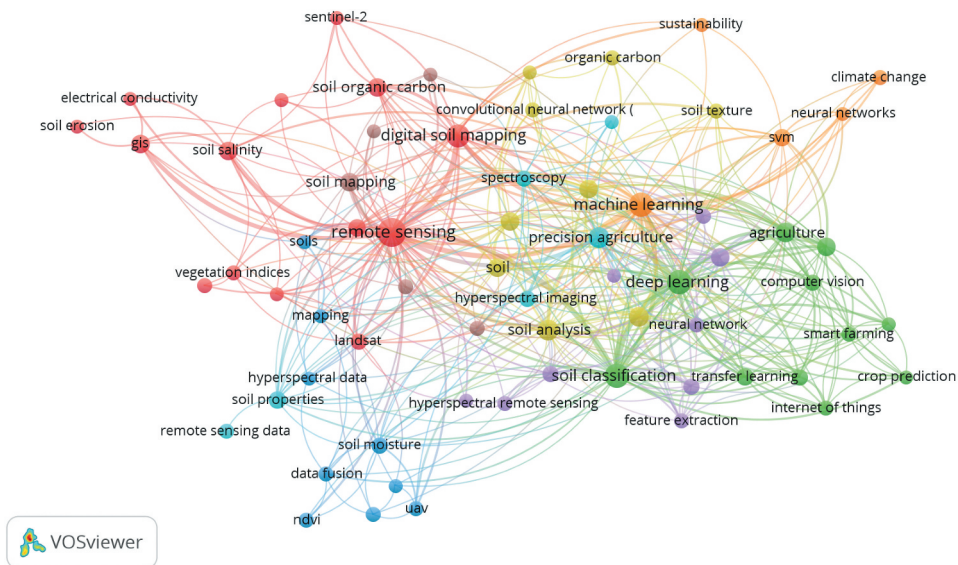 sentinel-2
sustainability
organic carbon
climate change
soil organic carbon
electrical conductivity
convolutional neural network (
soil texture
neural networks
soil erosion
digital soil mapping
svm
gis
soil salinity
spectroscopy
soil mapping
machine learning
remote sensing
agriculture
soils
precision agriculture
vegetation indices
soil
deep learning
computer vision
hyperspectral imaging
mapping
soil analysis
neural network
smart farming
landsat
hyperspectral data
soil classification
transfer learning
crop prediction
soil properties
hyperspectral remote sensing
internet of things
feature extraction
remote sensing data
soil moisture
data fusion
uav
ndvi
VOSviewer